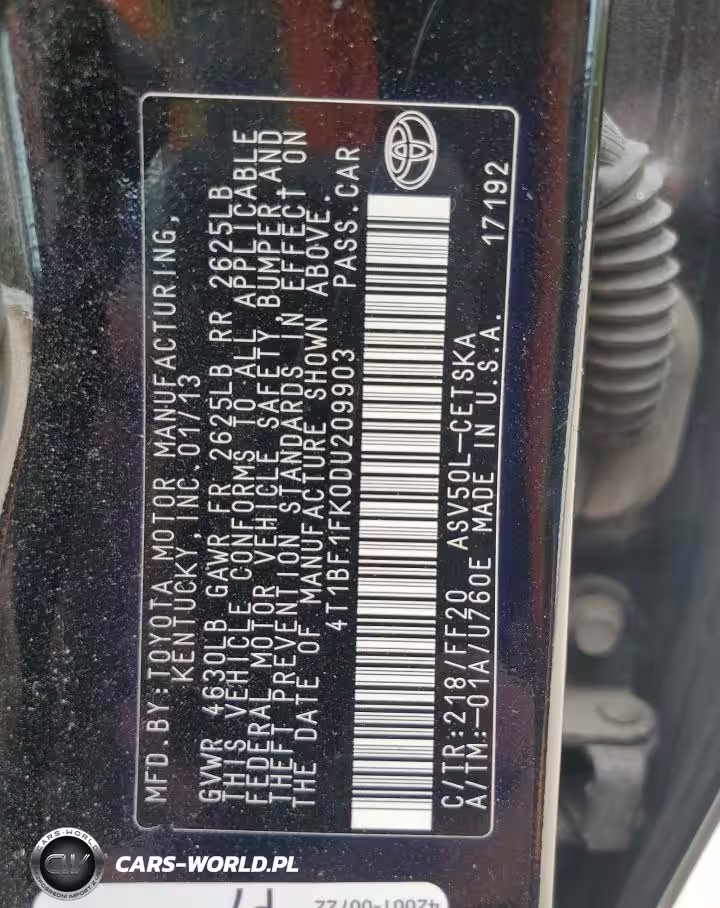 MFD.BY:TOYOTA MOTOR MANUFACTURING,
KENTUCKY,INC.01/13
GVWR 4630LB GAWR FR 2625LB RR 2625LB
THIS VEHICLE CONFORMS TO ALL APPLICABLE
FEDERAL MOTOR VEHICLE SAFETY, BUMPER AND
THEFT PREVENTION STANDARDS IN EFFECT ON
THE DATE OF MANUFACTURE SHOWN ABOVE.
4T1BF1FK0DU209903 PASS.CAR
C/TR:218/FF20 ASV50L-CETSKA 17192
A/TM:-01A/U760E MADE IN U.S.A.
CARS-WORLD
CW
CARS-WORLD.PL